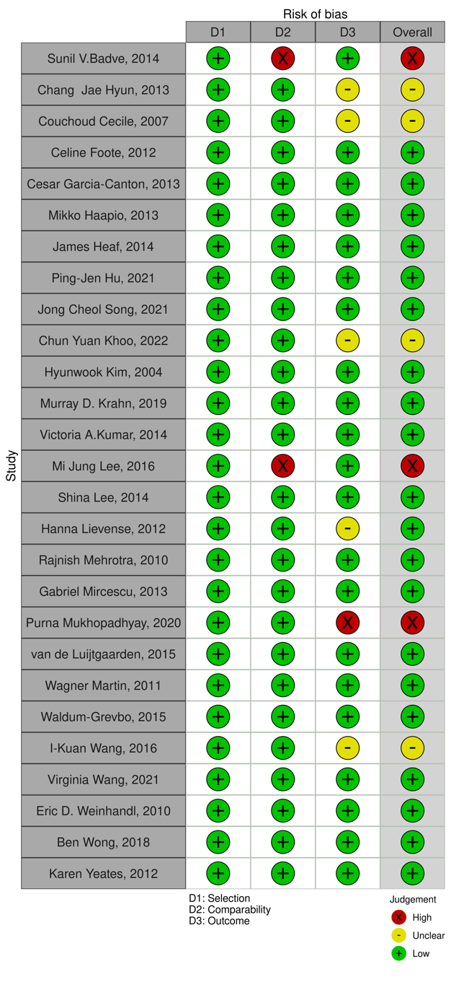 Risk of bias
D1 D2 D3 Overall
Sunil V.Badve, 2014 + X + X
Chang  Jae Hyun, 2013 + + - -
Couchoud Cecile, 2007 + + - -
Celine Foote, 2012 + + + +
Cesar Garcia-Canton, 2013 + + + +
Mikko Haapio, 2013 + + + +
James Heaf, 2014 + + + +
Ping-Jen Hu, 2021 + + + +
Jong Cheol Song, 2021 + + + +
Chun Yuan Khoo, 2022 + + - -
Hyunwook Kim, 2004 + + + +
Murray D. Krahn, 2019 + + + +
Victoria A.Kumar, 2014 + + + +
Study
Mi Jung Lee, 2016 + X + X
Shina Lee, 2014 + + + +
Hanna Lievense, 2012 + + - +
Rajnish Mehrotra, 2010 + + + +
Gabriel Mircescu, 2013 + + + +
Purna Mukhopadhyay, 2020 + + X X
van de Luijtgaarden, 2015 + + + +
Wagner Martin, 2011 + + + +
Waldum-Grevbo, 2015 + + + +
I-Kuan Wang, 2016 + + - -
Virginia Wang, 2021 + + + +
Eric D. Weinhandl, 2010 + + + +
Ben Wong, 2018 + + + +
Karen Yeates, 2012 + + + +
D1: Selection
D2: Comparability
D3: Outcome
Judgement
X High
- Unclear
+ Low